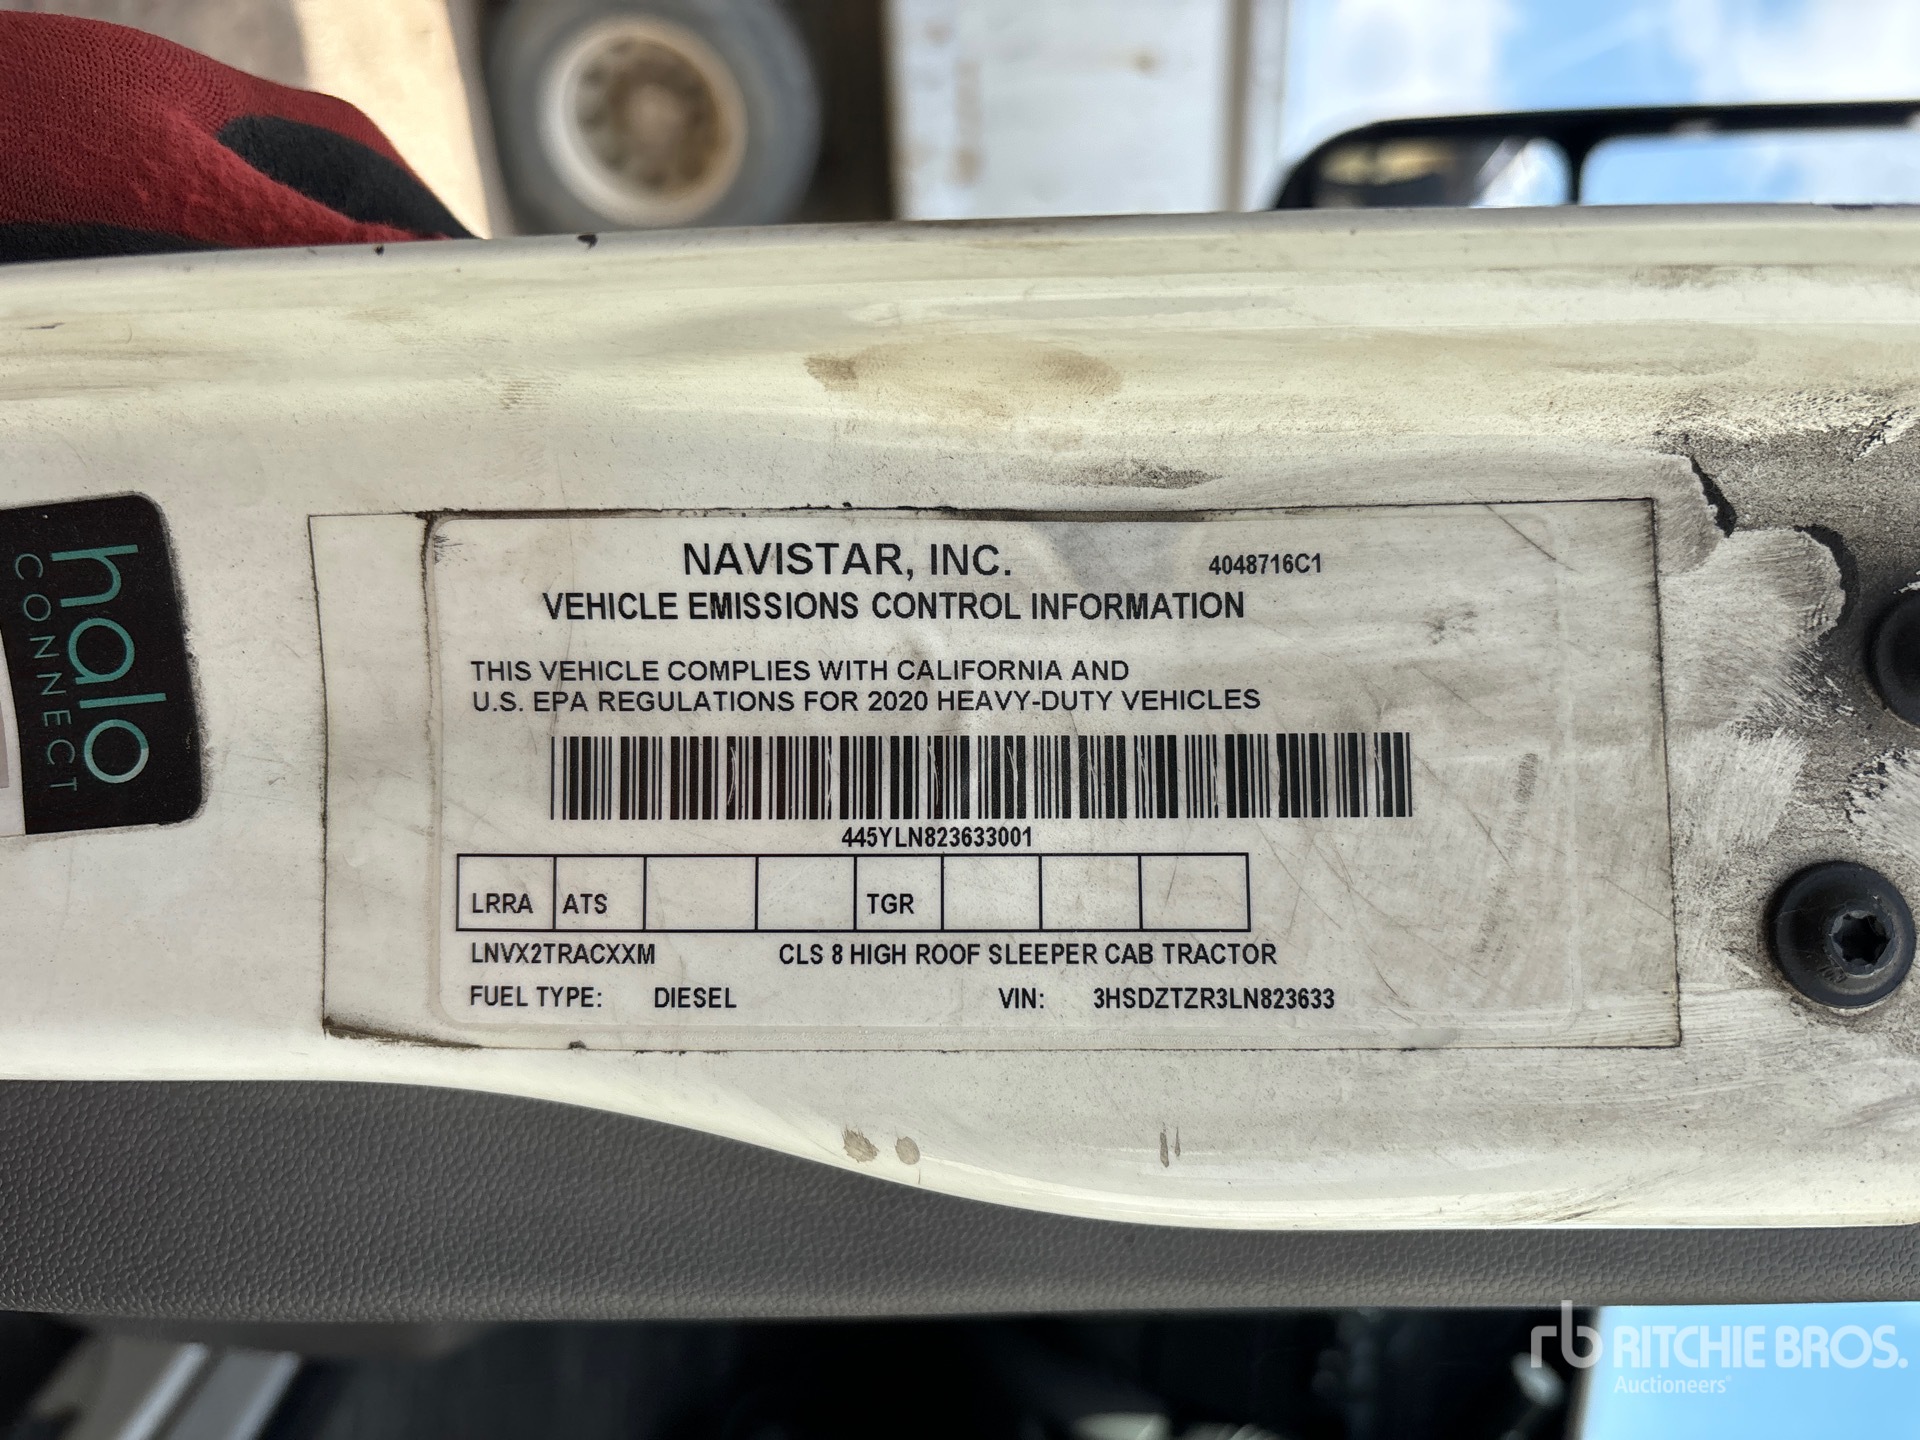 halo
CONNECT
NAVISTAR, INC.
4048716C1
VEHICLE EMISSIONS CONTROL INFORMATION
THIS VEHICLE COMPLIES WITH CALIFORNIA AND
U.S. EPA REGULATIONS FOR 2020 HEAVY-DUTY VEHICLES
445YLN823633001
LRRA ATS TGR
LNVX2TRACXXM CLS 8 HIGH ROOF SLEEPER CAB TRACTOR
FUEL TYPE: DIESEL VIN: 3HSDZTZR3LN823633
rb RITCHIE BROS.
Auctioneers